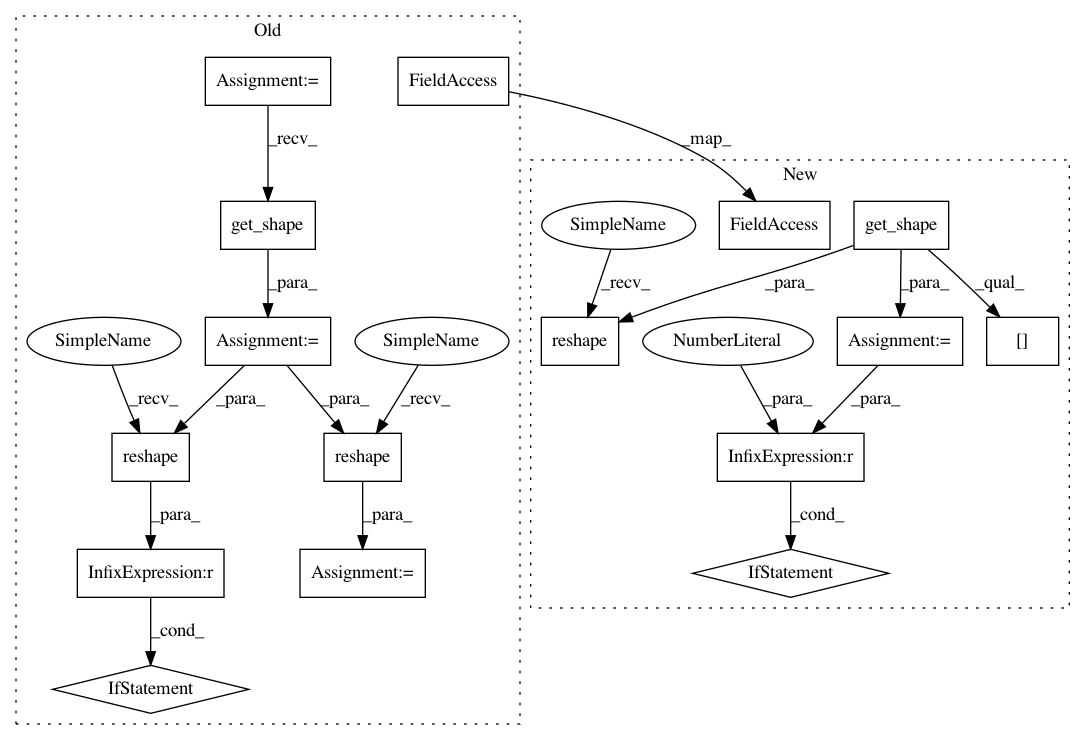 Old
Assignment:=
FieldAccess
_recv_
_map_
New
get_shape
SimpleName
FieldAccess
get_shape
_para_
_recv_
_para_
_para_
_qual_
SimpleName
Assignment:=
SimpleName
reshape
NumberLiteral
Assignment:=
[]
_recv_
_para_
_para_
_recv_
_para_
_para_
reshape
reshape
InfixExpression:r
_para_
_para_
_cond_
InfixExpression:r
Assignment:=
IfStatement
_cond_
IfStatement